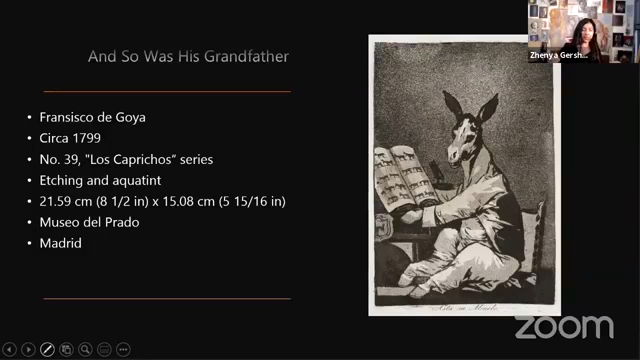 And So Was His Grandfather
• Fransisco de Goya
• Circa 1799
• No. 39, "Los Caprichos" series
• Etching and aquatint
• 21.59 cm (8 1/2 in) x 15.08 cm (5 15/16 in)
• Museo del Prado
• Madrid
Zhenya Gersh...
zoom